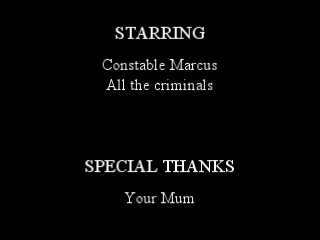 STARRING
Constable Marcus
All the criminals
SPECIAL THANKS
Your Mum